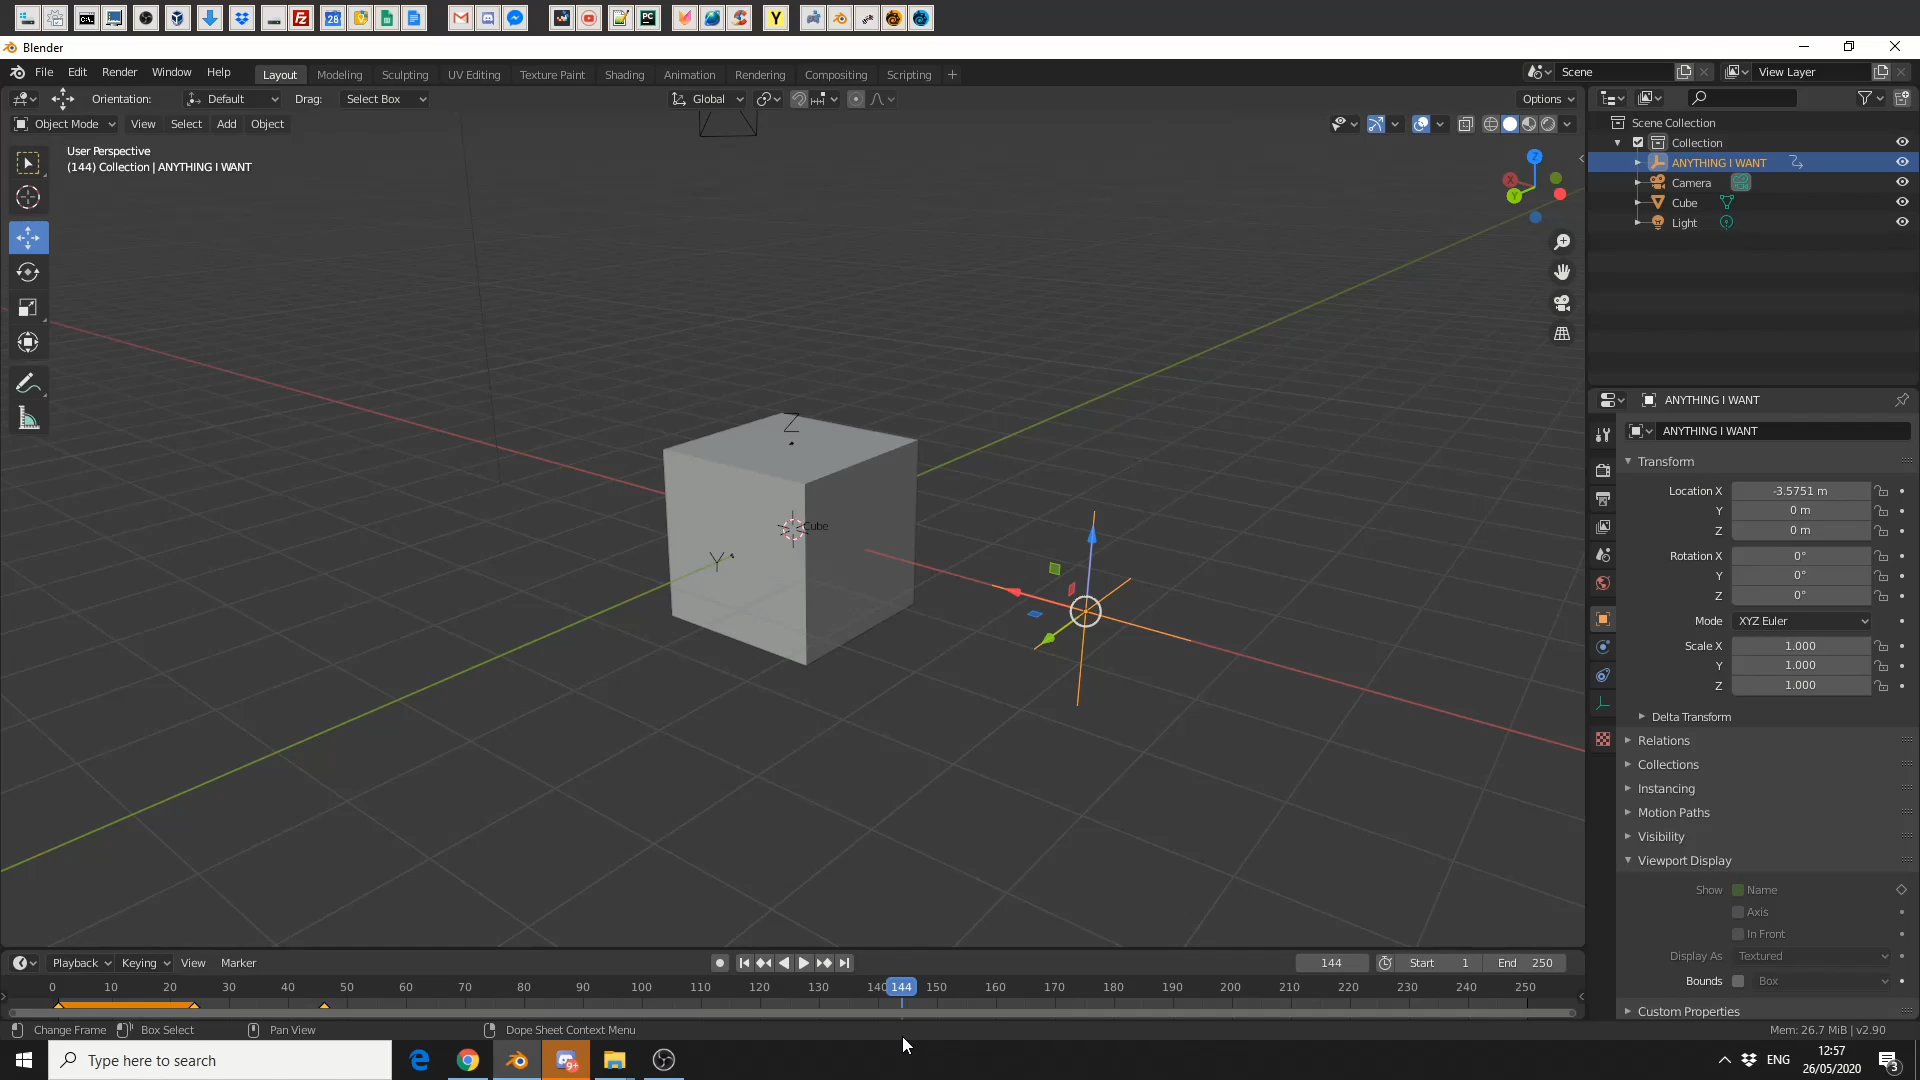 C:\_
28
Y
Blender
File Edit Render Window Help
Layout Modeling Sculpting UV Editing Texture Paint Shading Animation Rendering Compositing Scripting +
Scene
View Layer
Orientation: Default Drag: Select Box
Global
Options
Object Mode View Select Add Object
User Perspective
(144) Collection | ANYTHING I WANT
Z
X
Y
Z
Y
Cube
Scene Collection
Collection
ANYTHING I WANT
Camera
Cube
Light
ANYTHING I WANT
ANYTHING I WANT
Transform
Location X -3.5751 m
Y 0 m
Z 0 m
Rotation X 0°
Y 0°
Z 0°
Mode XYZ Euler
Scale X 1.000
Y 1.000
Z 1.000
Delta Transform
Relations
Collections
Instancing
Motion Paths
Visibility
Viewport Display
Show Name
Axis
In Front
Display As Textured
Bounds Box
Custom Properties
Playback Keying View Marker
144 Start 1 End 250
0 10 20 30 40 50 60 70 80 90 100 110 120 130 140 144 150 160 170 180 190 200 210 220 230 240 250
Change Frame Box Select Pan View Dope Sheet Context Menu
Mem: 26.7 MiB | v2.90
Type here to search
9+
ENG
12:57
26/05/2020
3